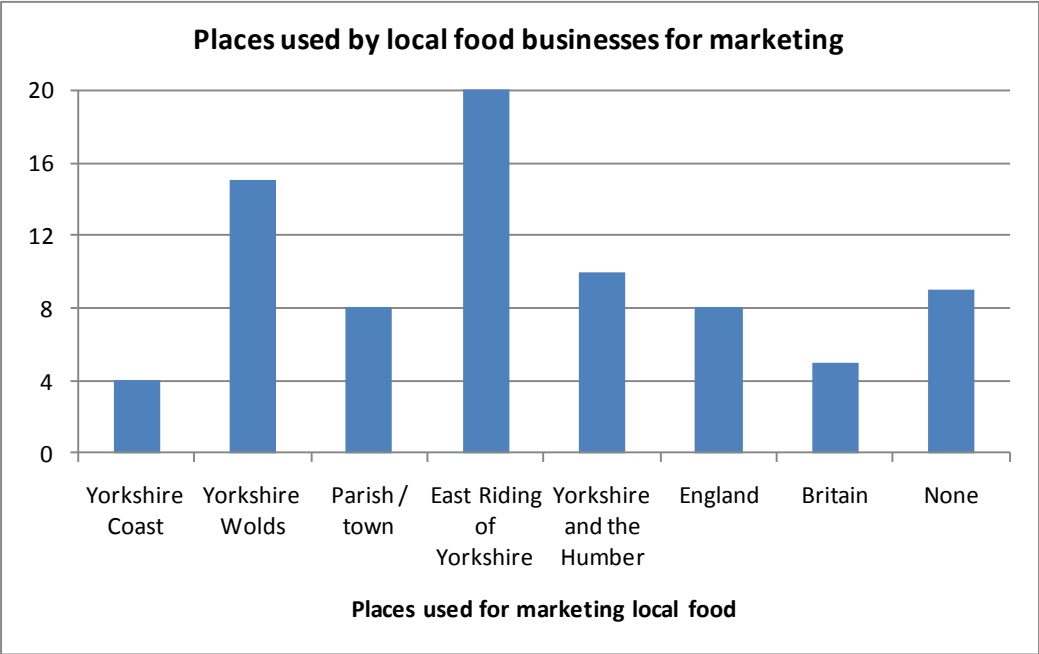 Places used by local food businesses for marketing
20
16
12
8
4
0
Yorkshire Coast
Yorkshire Wolds
Parish / town
East Riding of Yorkshire
Yorkshire and the Humber
England
Britain
None
Places used for marketing local food